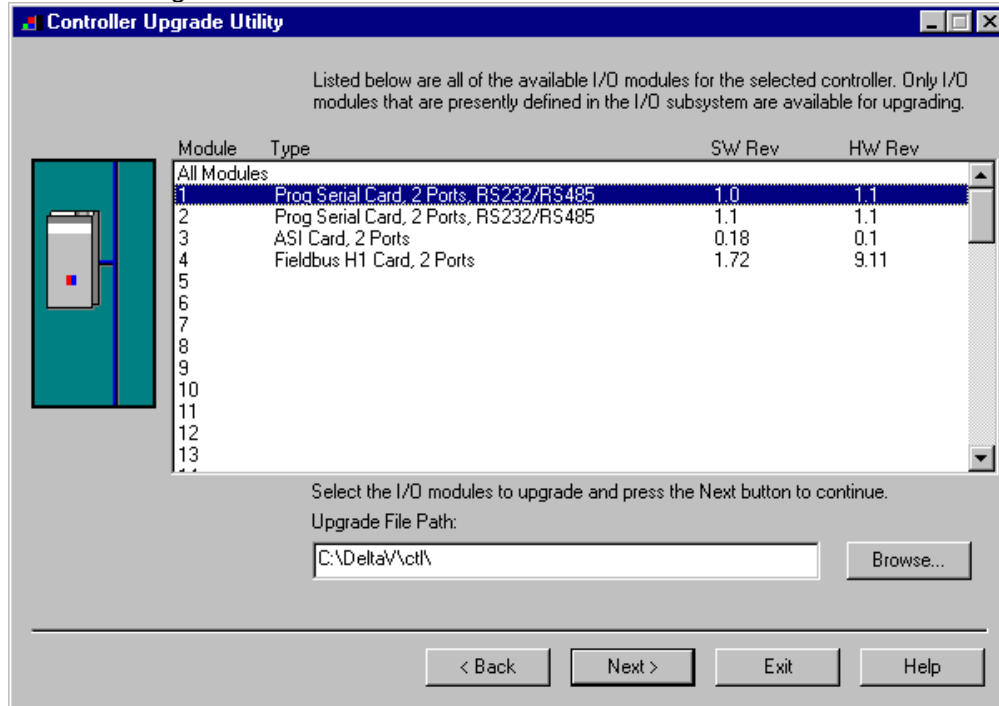 Controller Upgrade Utility
Listed below are all of the available I/O modules for the selected controller. Only I/O
modules that are presently defined in the I/O subsystem are available for upgrading.
Module Type SW Rev HW Rev
All Modules
1 Prog Serial Card, 2 Ports, RS232/RS485 1.0 1.1
2 Prog Serial Card, 2 Ports, RS232/RS485 1.1 1.1
3 ASI Card, 2 Ports 0.18 0.1
4 Fieldbus H1 Card, 2 Ports 1.72 9.11
5
6
7
8
9
10
11
12
13
Select the I/O modules to upgrade and press the Next button to continue.
Upgrade File Path:
C:\DeltaV\ctl\
Browse...
< Back Next > Exit Help